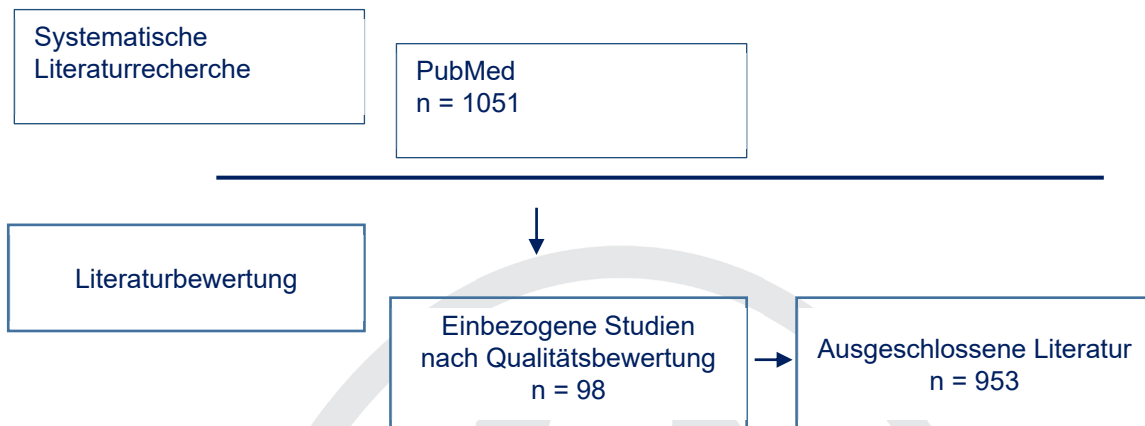 Systematische
Literaturrecherche
PubMed
n = 1051
Literaturbewertung
Einbezogene Studien
nach Qualitätsbewertung
n = 98
Ausgeschlossene Literatur
n = 953